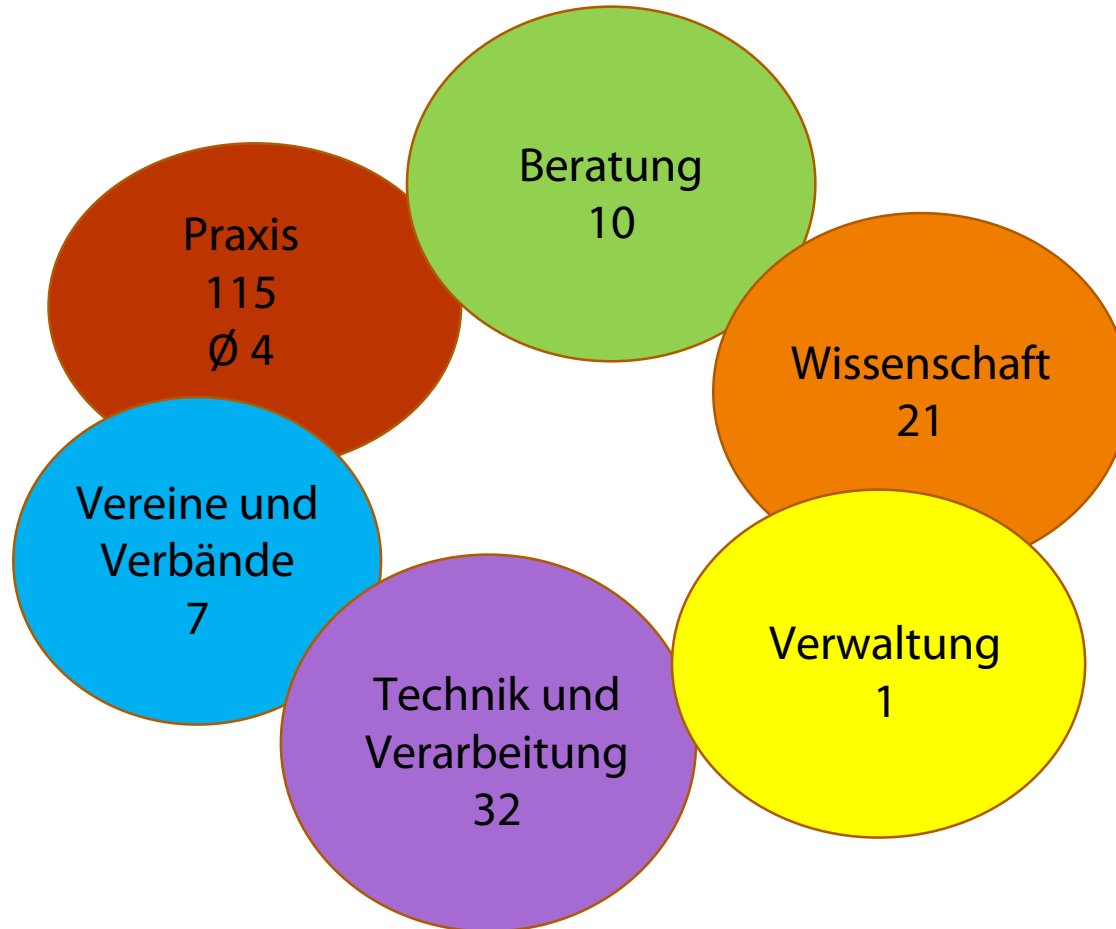 Beratung
10
Praxis
115
Ø 4
Wissenschaft
21
Vereine und
Verbände
7
Verwaltung
1
Technik und
Verarbeitung
32